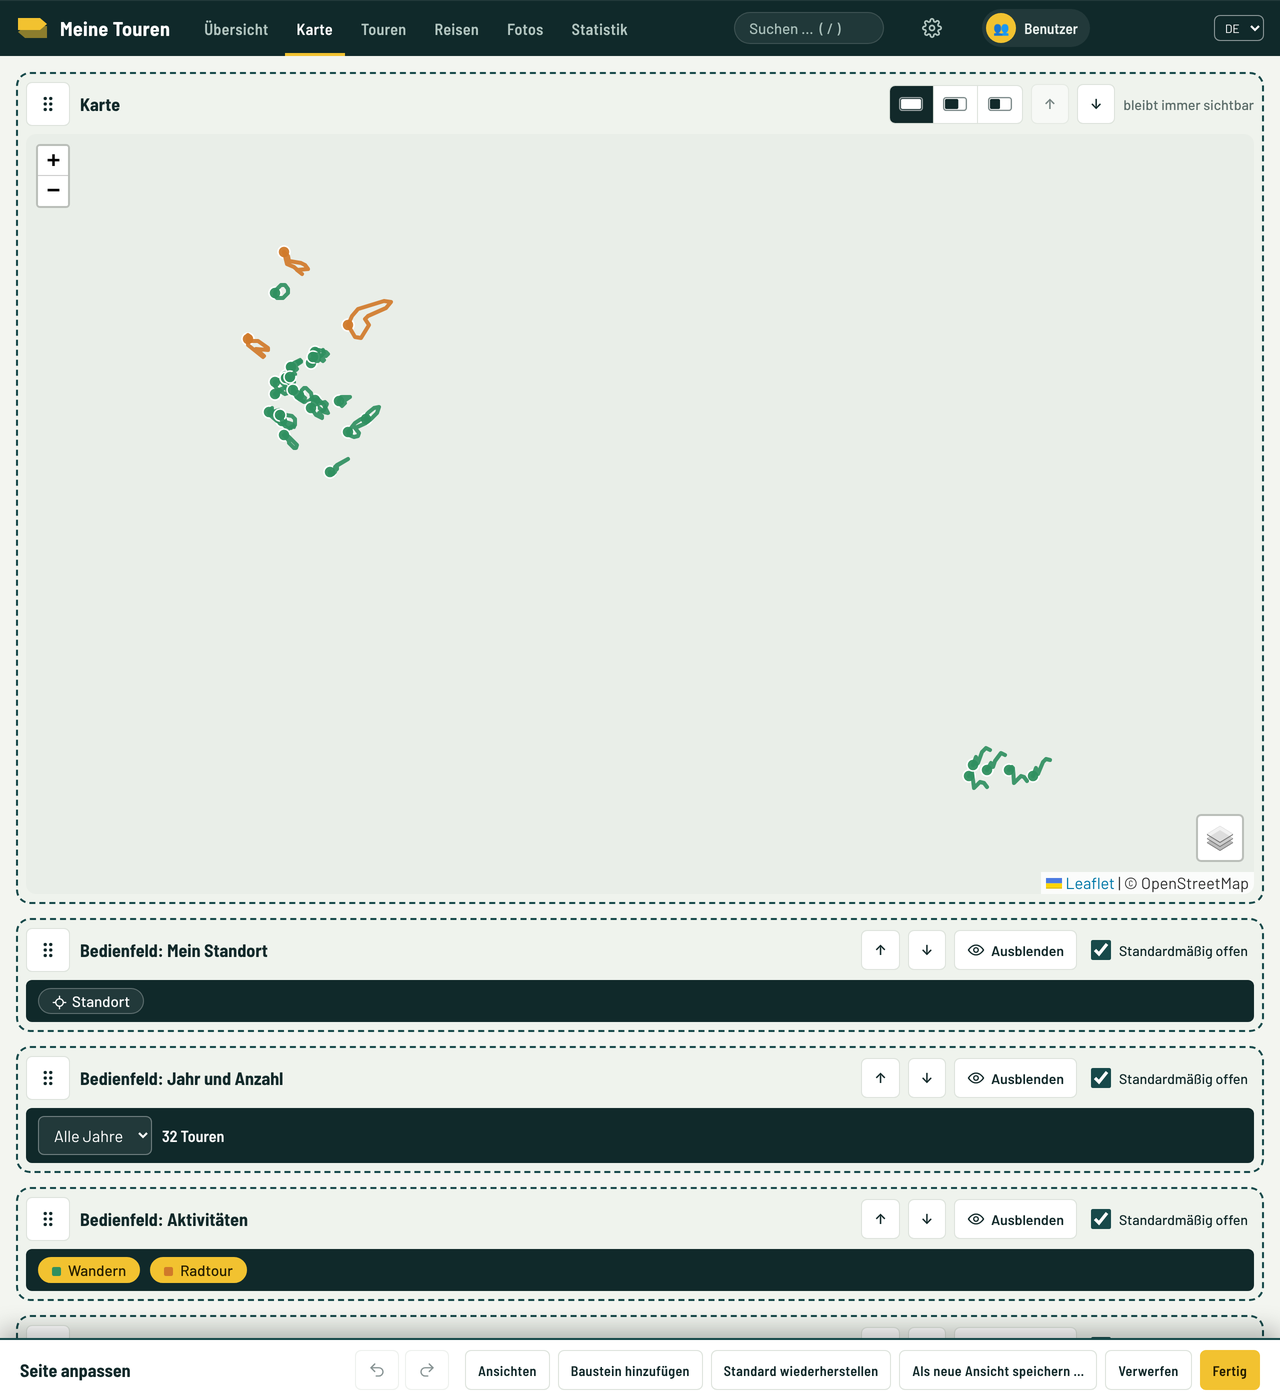 Meine Touren Übersicht Karte Touren Reisen Fotos Statistik Suchen ... ( / ) Benutzer DE
Karte bleibt immer sichtbar
+
−
Leaflet | © OpenStreetMap
Bedienfeld: Mein Standort Ausblenden Standardmäßig offen
Standort
Bedienfeld: Jahr und Anzahl Ausblenden Standardmäßig offen
Alle Jahre 32 Touren
Bedienfeld: Aktivitäten Ausblenden Standardmäßig offen
Wandern Radtour
Seite anpassen Ansichten Baustein hinzufügen Standard wiederherstellen Als neue Ansicht speichern ... Verwerfen Fertig